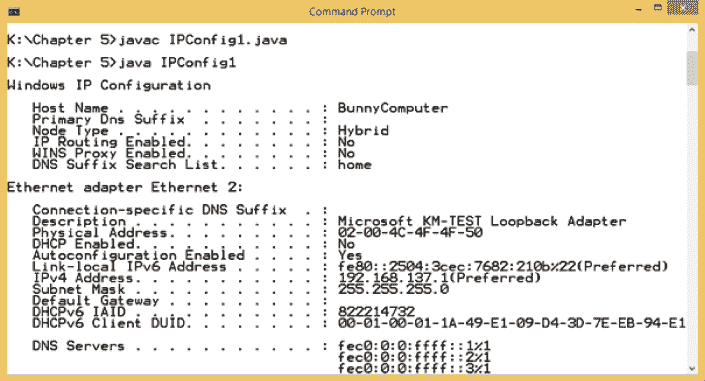 Command Prompt
K:\Chapter 5>javac IPConfig1.java
K:\Chapter 5>java IPConfig1
Windows IP Configuration
Host Name . . . . . . . . . . . . : BunnyComputer
Primary Dns Suffix . . . . . . . :
Node Type . . . . . . . . . . . . : Hybrid
IP Routing Enabled. . . . . . . . : No
WINS Proxy Enabled. . . . . . . . : No
DNS Suffix Search List. . . . . . : home
Ethernet adapter Ethernet 2:
Connection-specific DNS Suffix . :
Description . . . . . . . . . . . : Microsoft KM-TEST Loopback Adapter
Physical Address. . . . . . . . . : 02-00-4C-4F-4F-50
DHCP Enabled. . . . . . . . . . . : No
Autoconfiguration Enabled . . . . : Yes
Link-local IPv6 Address . . . . . : fe80::2504:3cec:7682:210b%22(Preferred)
IPv4 Address. . . . . . . . . . . : 192.168.137.1(Preferred)
Subnet Mask . . . . . . . . . . . : 255.255.255.0
Default Gateway . . . . . . . . . :
DHCPv6 IAID . . . . . . . . . . . : 822214732
DHCPv6 Client DUID. . . . . . . . : 00-01-00-01-1A-49-E1-09-D4-3D-7E-EB-94-E1
DNS Servers . . . . . . . . . . . : fec0:0:0:ffff::1%1
fec0:0:0:ffff::2%1
fec0:0:0:ffff::3%1